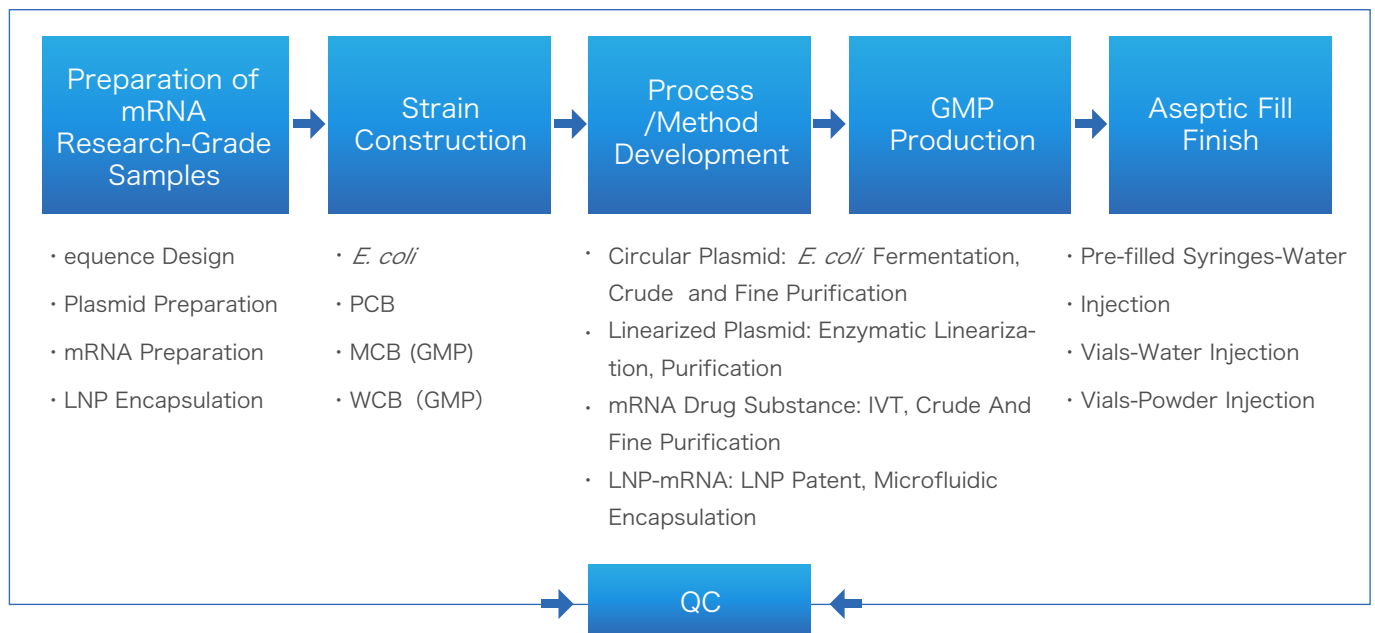 Preparation of
mRNA
Research-Grade
Samples
Strain
Construction
Process
/Method
Development
GMP
Production
Aseptic Fill
Finish
· equence Design
· Plasmid Preparation
· mRNA Preparation
· LNP Encapsulation
· E. coli
· PCB
· MCB (GMP)
· WCB（GMP）
· Circular Plasmid: E. coli Fermentation,
Crude and Fine Purification
· Linearized Plasmid: Enzymatic Lineariza-
tion, Purification
· mRNA Drug Substance: IVT, Crude And
Fine Purification
· LNP-mRNA: LNP Patent, Microfluidic
Encapsulation
· Pre-filled Syringes-Water
· Injection
· Vials-Water Injection
· Vials-Powder Injection
QC